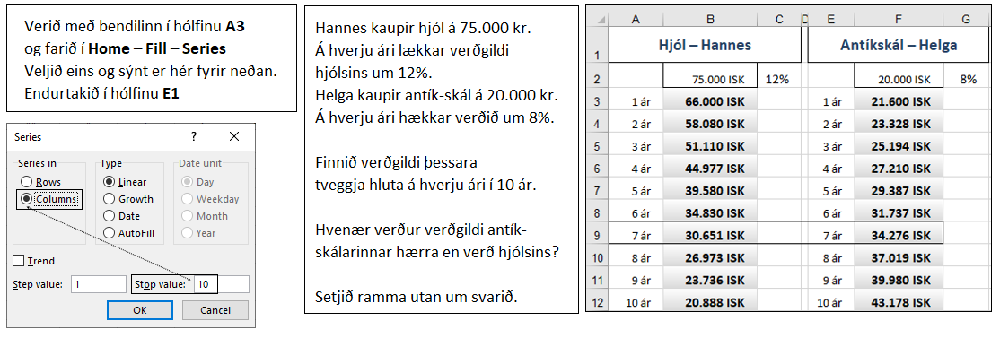 Verið með bendilinn í hólfinu A3
og farið í Home – Fill – Series
Veljið eins og sýnt er hér fyrir neðan.
Endurtakið í hólfinu E1
Series ? ×
Series in Type Date unit
Rows Linear Day
Columns Growth Weekday
Date Month
AutoFill Year
Trend
Step value: 1 Stop value: 10
OK Cancel
Hannes kaupir hjól á 75.000 kr.
Á hverju ári lækkar verðgildi
hjólsins um 12%.
Helga kaupir antík-skál á 20.000 kr.
Á hverju ári hækkar verðið um 8%.
Finnið verðgildi þessara
tveggja hluta á hverju ári í 10 ár.
Hvenær verður verðgildi antík-
skálarinnar hærra en verð hjólsins?
Setjið ramma utan um svarið.
A B C D E F G
1 Hjól – Hannes Antíkskál – Helga
2 75.000 ISK 12% 20.000 ISK 8%
3 1 ár 66.000 ISK 1 ár 21.600 ISK
4 2 ár 58.080 ISK 2 ár 23.328 ISK
5 3 ár 51.110 ISK 3 ár 25.194 ISK
6 4 ár 44.977 ISK 4 ár 27.210 ISK
7 5 ár 39.580 ISK 5 ár 29.387 ISK
8 6 ár 34.830 ISK 6 ár 31.737 ISK
9 7 ár 30.651 ISK 7 ár 34.276 ISK
10 8 ár 26.973 ISK 8 ár 37.019 ISK
11 9 ár 23.736 ISK 9 ár 39.980 ISK
12 10 ár 20.888 ISK 10 ár 43.178 ISK